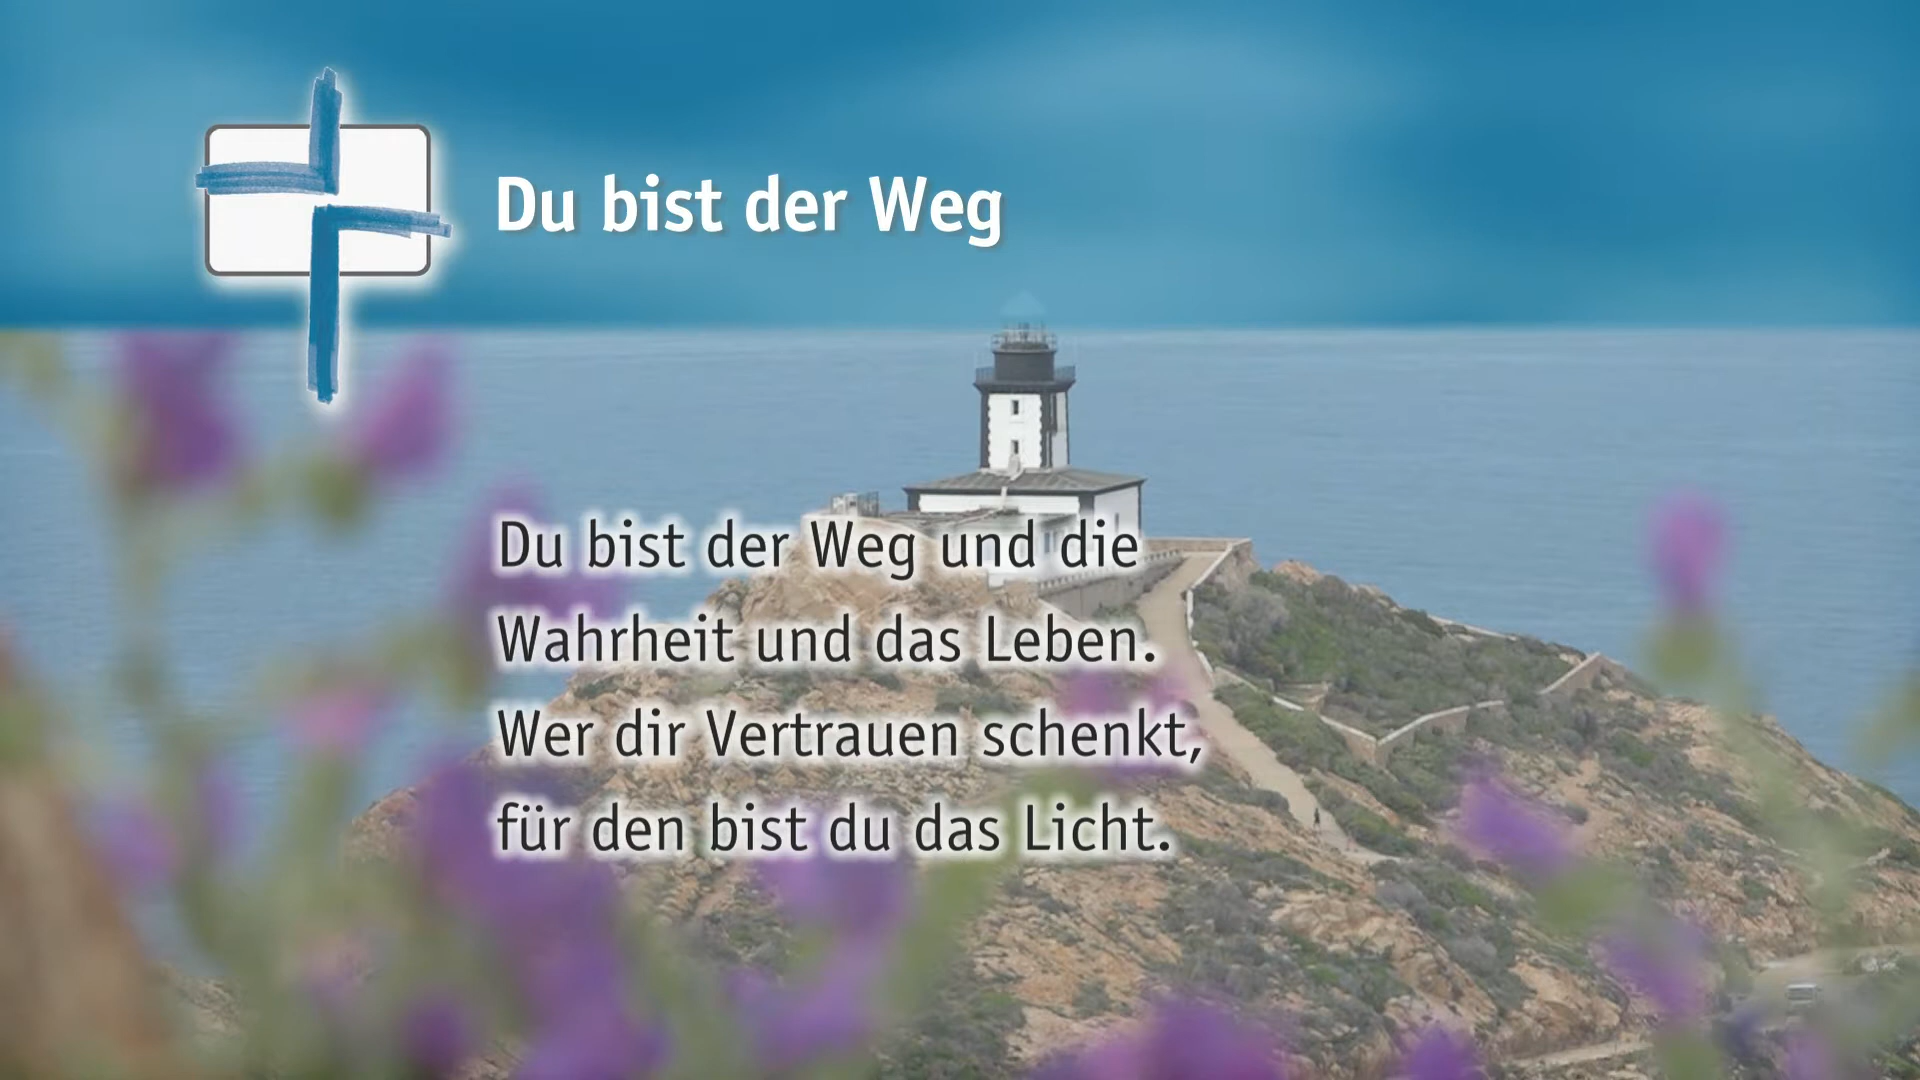 Du bist der Weg
Du bist der Weg und die
Wahrheit und das Leben.
Wer dir Vertrauen schenkt,
für den bist du das Licht.